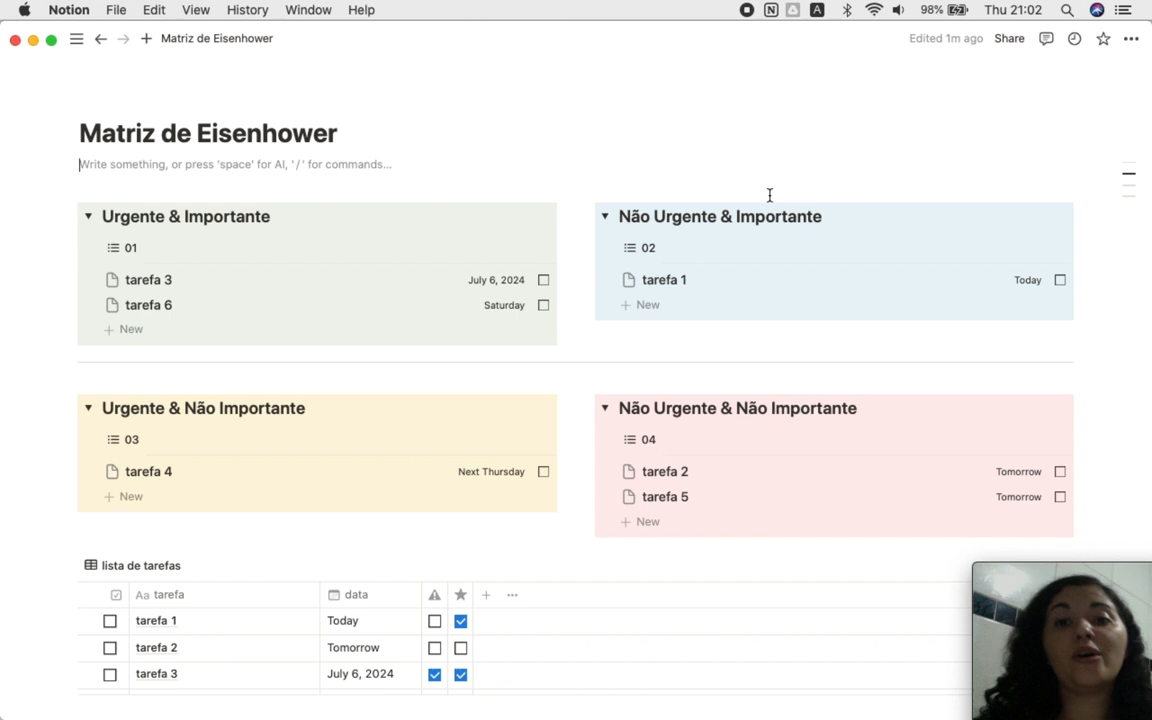 Notion File Edit View History Window Help 98% Thu 21:02
Matriz de Eisenhower Edited 1m ago Share
Matriz de Eisenhower
Write something, or press 'space' for AI, '/' for commands...
Urgente & Importante
01
tarefa 3 July 6, 2024
tarefa 6 Saturday
+ New
Não Urgente & Importante
02
tarefa 1 Today
+ New
Urgente & Não Importante
03
tarefa 4 Next Thursday
+ New
Não Urgente & Não Importante
04
tarefa 2 Tomorrow
tarefa 5 Tomorrow
+ New
lista de tarefas
Aa tarefa data
tarefa 1 Today
tarefa 2 Tomorrow
tarefa 3 July 6, 2024